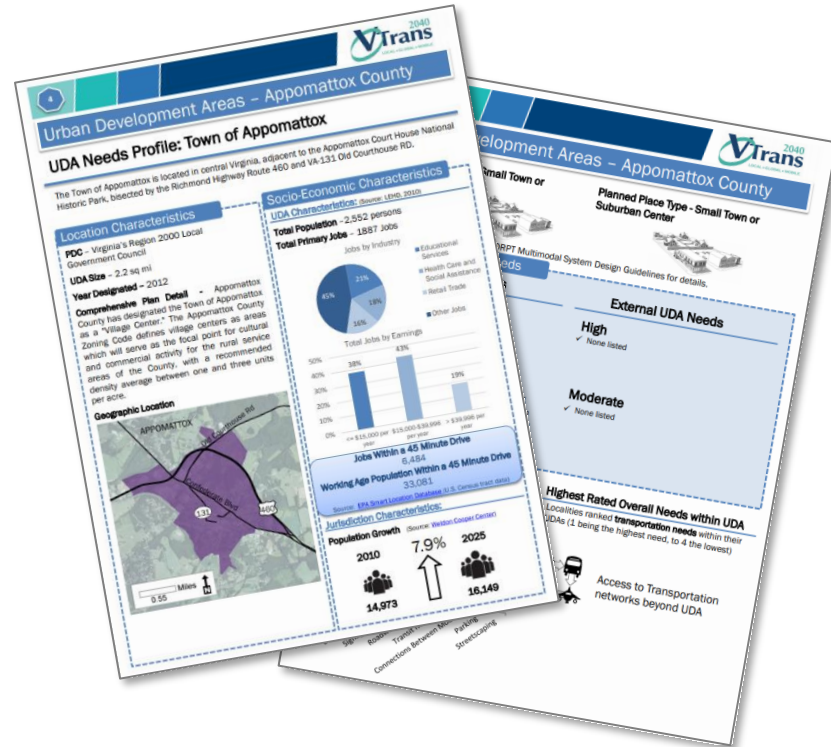 4
VTrans
2040
Urban Development Areas – Appomattox County
UDA Needs Profile: Town of Appomattox
The Town of Appomattox is located in central Virginia, adjacent to the Appomattox Court House National
Historic Park, bisected by the Richmond Highway Route 460 and VA-131 Old Courthouse RD.
Location Characteristics
PDC – Virginia's Region 2000 Local
Government Council
UDA Size – 2.2 sq mi
Year Designated – 2012
Comprehensive Plan Detail - Appomattox
County has designated the Town of Appomattox
as a "Village Center." The Appomattox County
Zoning Code defines village centers as areas
which will serve as the focal point for cultural
and commercial activity for the rural service
areas of the County, with a recommended
density average between one and three units
per acre.
Geographic Location
APPOMATTOX
Old Courthouse Rd
Confederate Blvd
131
460
Miles
0.55
N
Socio-Economic Characteristics
UDA Characteristics: (Source: LEHD, 2010)
Total Population – 2,552 persons
Total Primary Jobs – 1887 Jobs
Jobs by Industry
21%
18%
16%
45%
Educational
Services
Health Care and
Social Assistance
Retail Trade
Other Jobs
Total Jobs by Earnings
50%
40%
30%
20%
10%
0%
38%
43%
19%
<= $15,000 per
year
$15,000-$39,996
per year
> $39,996 per
year
Jobs Within a 45 Minute Drive
6,484
Working Age Population Within a 45 Minute Drive
33,081
Source: EPA Smart Location Database (U.S. Census tract data)
Jurisdiction Characteristics:
Population Growth (Source: Weldon Cooper Center)
2010
7.9%
2025
14,973
16,149
VTrans
2040
elopment Areas – Appomattox County
Small Town or
Planned Place Type - Small Town or
Suburban Center
DRPT Multimodal System Design Guidelines for details.
eds
External UDA Needs
High
✓ None listed
Moderate
✓ None listed
Highest Rated Overall Needs within UDA
Localities ranked transportation needs within their
UDAs (1 being the highest need, to 4 the lowest)
Access to Transportation
networks beyond UDA
Transit
Connections Between
Parking
Streetscaping